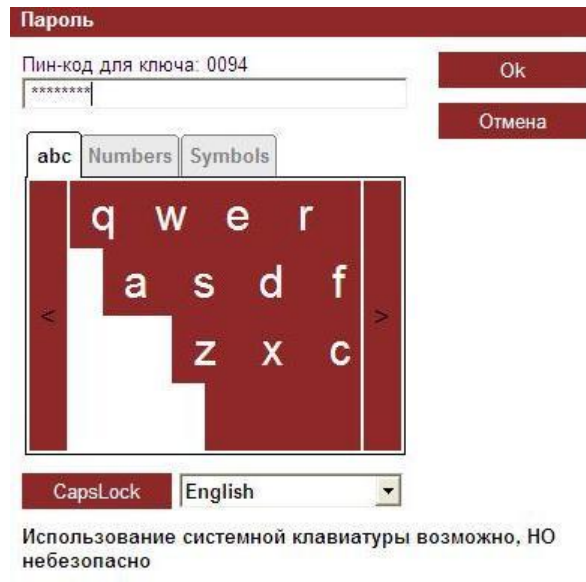 Пароль
Пин-код для ключа: 0094
Ok
********
Отмена
abc Numbers Symbols
q w e r
a s d f
< >
z x c
CapsLock English
Использование системной клавиатуры возможно, НО
небезопасно